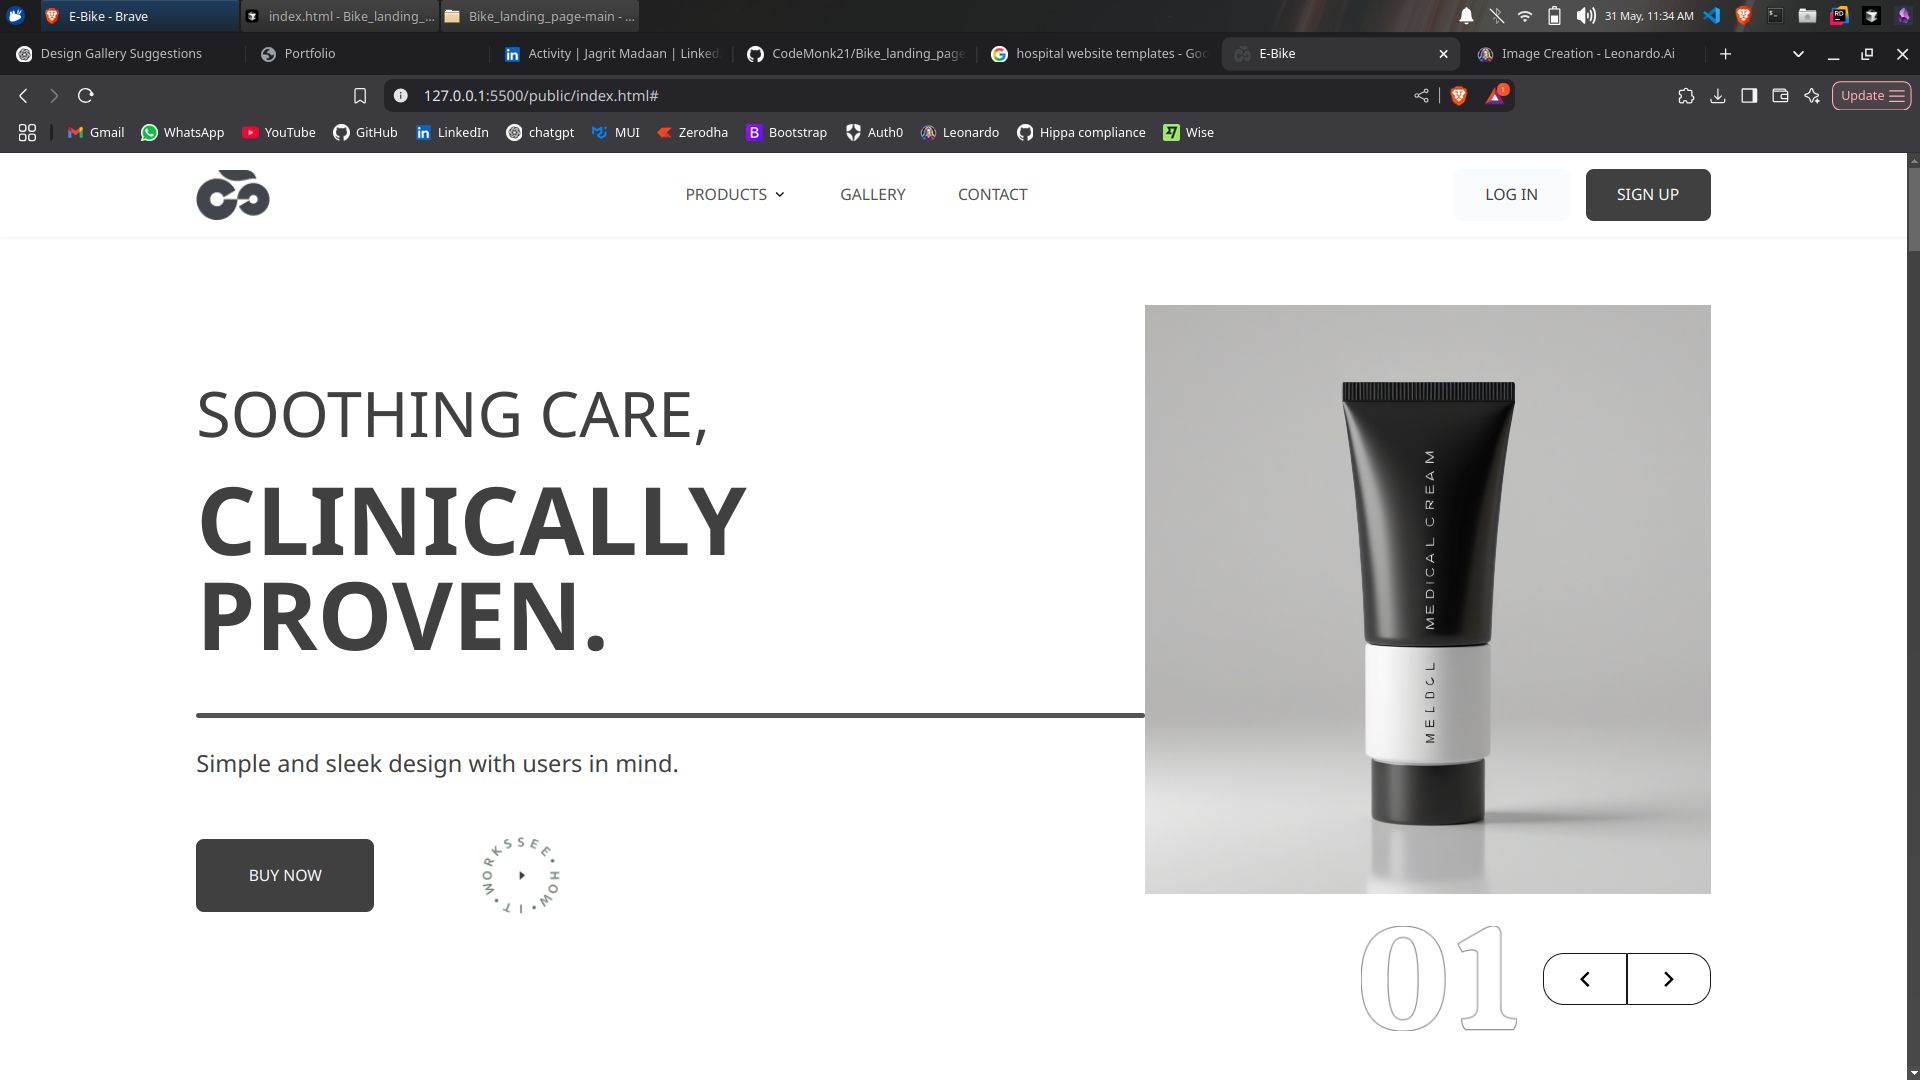 E-Bike - Brave
index.html - Bike_landing_...
Bike_landing_page-main - ...
31 May, 11:34 AM
Design Gallery Suggestions
Portfolio
Activity | Jagrit Madaan | Linked
CodeMonk21/Bike_landing_page
hospital website templates - Goo
E-Bike
Image Creation - Leonardo.Ai
127.0.0.1:5500/public/index.html#
Update
Gmail
WhatsApp
YouTube
GitHub
LinkedIn
chatgpt
MUI
Zerodha
Bootstrap
Auth0
Leonardo
Hippa compliance
Wise
PRODUCTS
GALLERY
CONTACT
LOG IN
SIGN UP
SOOTHING CARE,
CLINICALLY
PROVEN.
Simple and sleek design with users in mind.
BUY NOW
SEE•HOW•IT•WORKS
MEDICAL CREAM
01